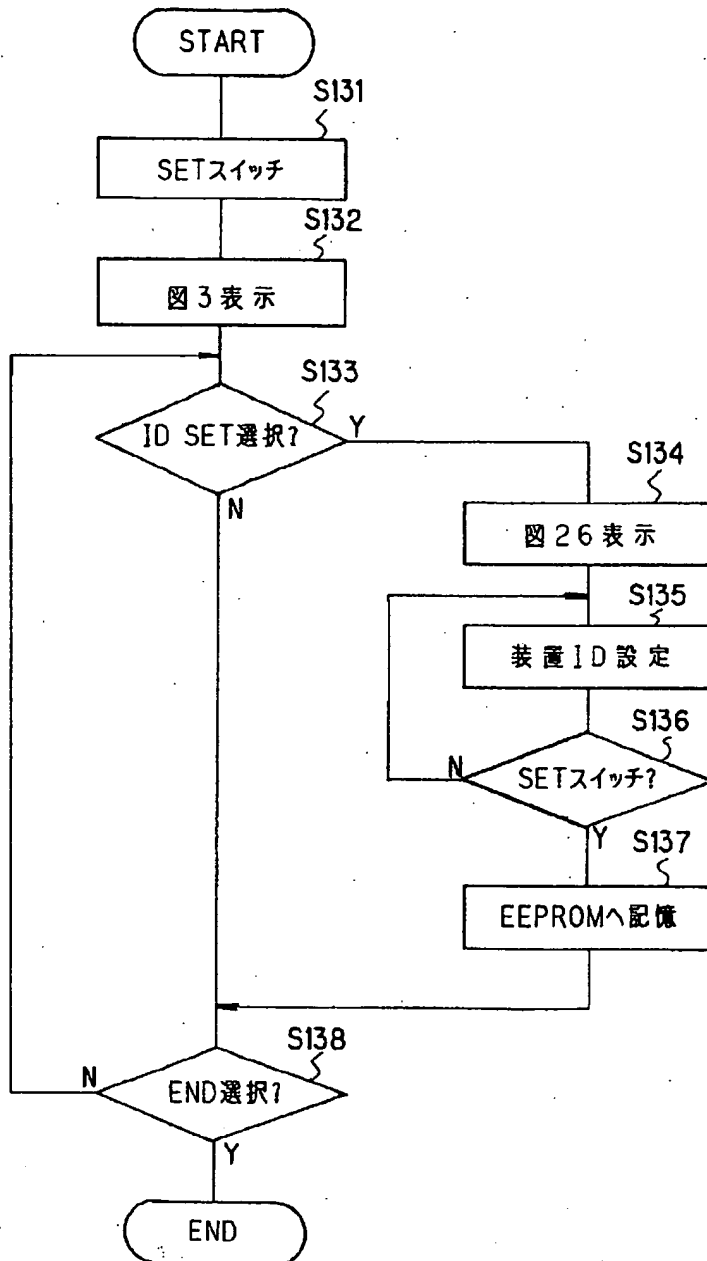 START
S131
SETスイッチ
S132
図3表示
S133
ID SET選択?
Y
N
S134
図26表示
S135
装置ID設定
S136
N
SETスイッチ?
Y
S137
EEPROMへ記憶
S138
N
END選択?
Y
END